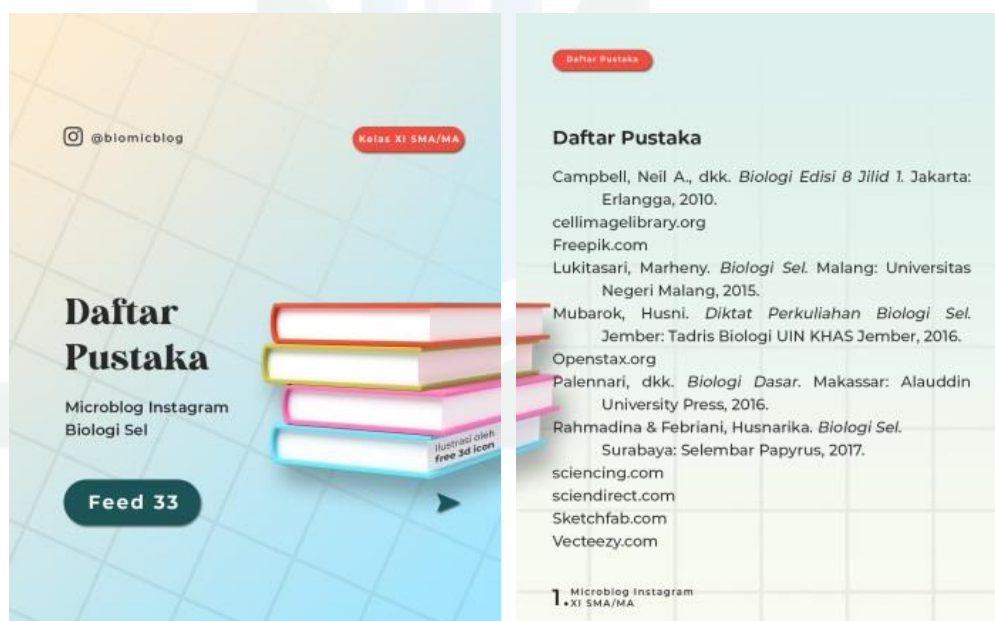 @biomicblog
Kelas XI SMA/MA
Daftar
Pustaka
Microblog Instagram
Biologi Sel
Feed 33
Ilustrasi oleh
free 3d icon
Daftar Pustaka
Daftar Pustaka
Campbell, Neil A., dkk. Biologi Edisi 8 Jilid 1. Jakarta:
Erlangga, 2010.
cellimagelibrary.org
Freepik.com
Lukitasari, Marheny. Biologi Sel. Malang: Universitas
Negeri Malang, 2015.
Mubarok, Husni. Diktat Perkuliahan Biologi Sel.
Jember: Tadris Biologi UIN KHAS Jember, 2016.
Openstax.org
Palennari, dkk. Biologi Dasar. Makassar: Alauddin
University Press, 2016.
Rahmadina & Febriani, Husnarika. Biologi Sel.
Surabaya: Selembar Papyrus, 2017.
sciencing.com
sciendirect.com
Sketchfab.com
Vecteezy.com
1. Microblog Instagram
XI SMA/MA